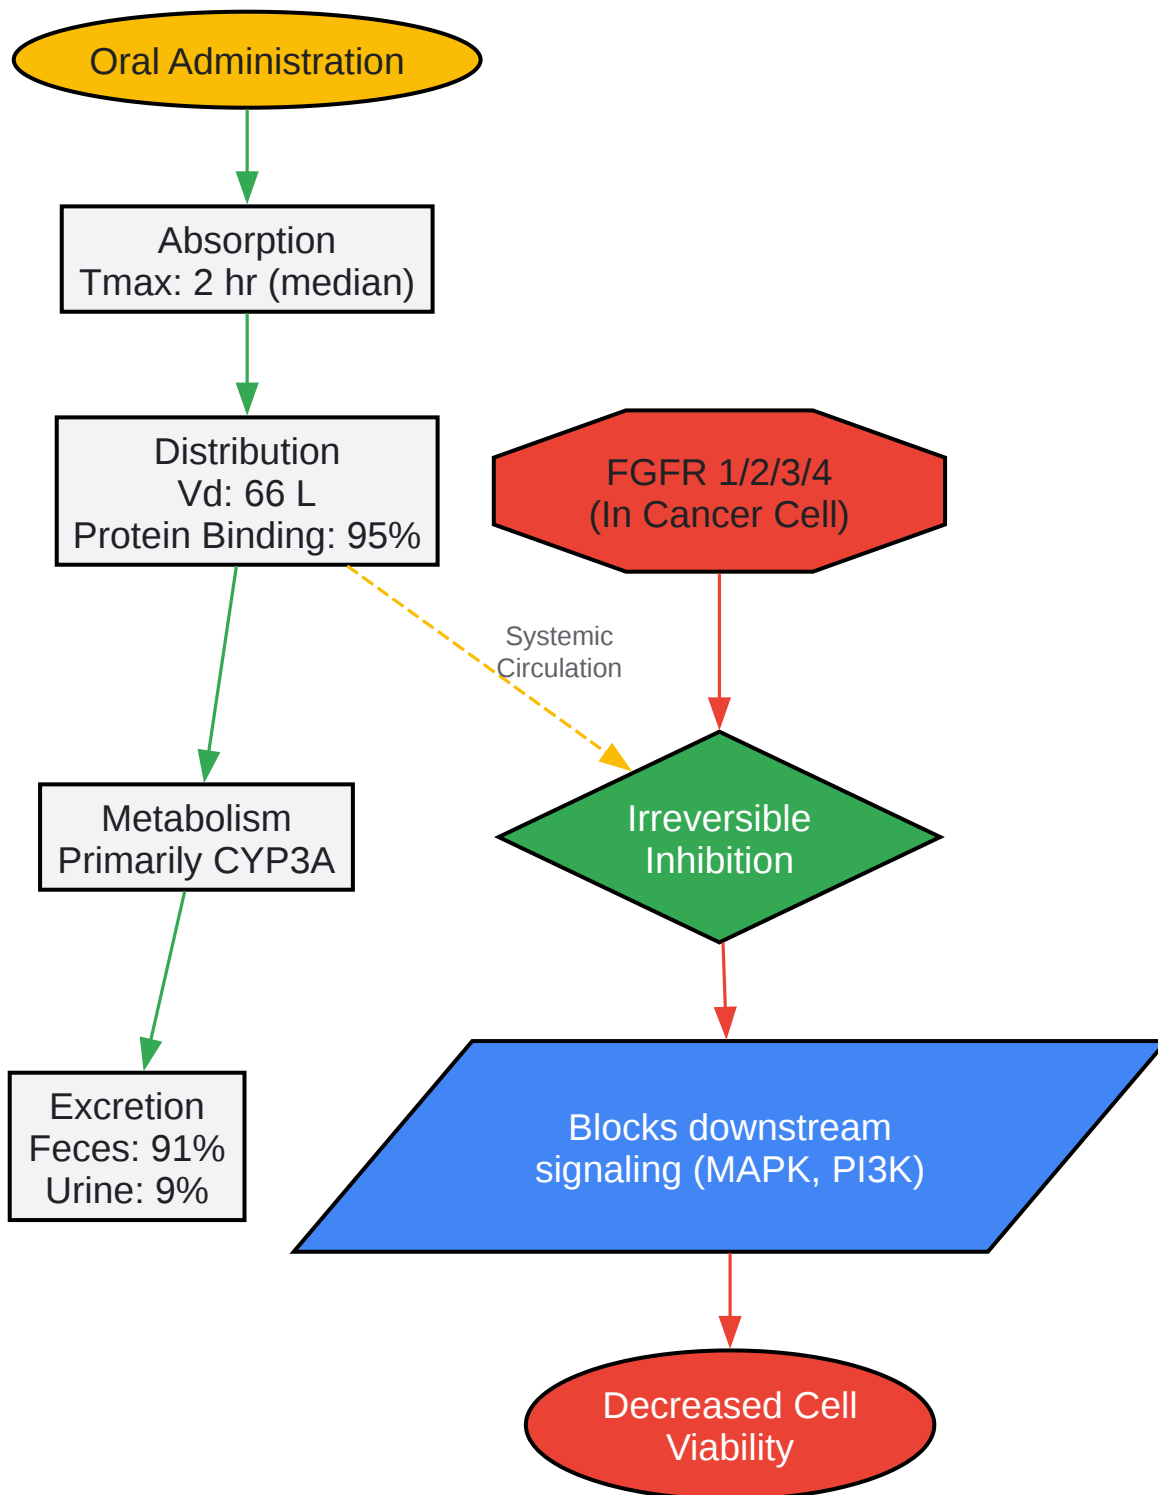 Oral Administration
Absorption
Tmax: 2 hr (median)
Distribution
Vd: 66 L
Protein Binding: 95%
FGFR 1/2/3/4
(In Cancer Cell)
Systemic
Circulation
Metabolism
Primarily CYP3A
Irreversible
Inhibition
Excretion
Feces: 91%
Urine: 9%
Blocks downstream
signaling (MAPK, PI3K)
Decreased Cell
Viability